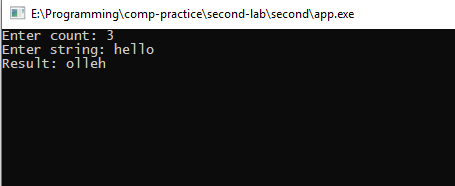 E:\Programming\comp-practice\second-lab\second\app.exe
Enter count: 3
Enter string: hello
Result: olleh